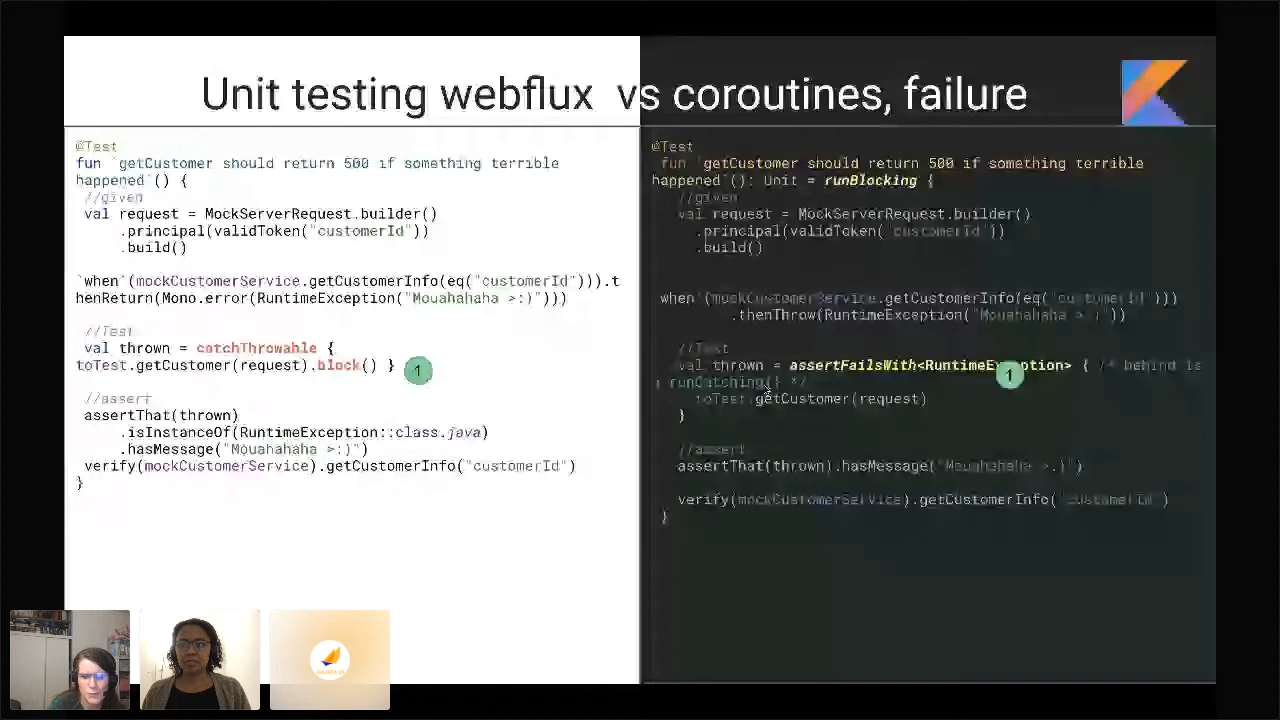 Unit testing webflux vs coroutines, failure
@Test
fun `getCustomer should return 500 if something terrible
happened`() {
//given
val request = MockServerRequest.builder()
.principal(validToken("customerId"))
.build()
`when`(mockCustomerService.getCustomerInfo(eq("customerId"))).t
henReturn(Mono.error(RuntimeException("Mouahahaha >:)")))
//Test
val thrown = catchThrowable {
toTest.getCustomer(request).block() }
1
//assert
assertThat(thrown)
.isInstanceOf(RuntimeException::class.java)
.hasMessage("Mouahahaha >:)")
verify(mockCustomerService).getCustomerInfo("customerId")
}
@Test
fun `getCustomer should return 500 if something terrible
happened`(): Unit = runBlocking {
//given
val request = MockServerRequest.builder()
.principal(validToken("customerId"))
.build()
`when`(mockCustomerService.getCustomerInfo(eq("customerId")))
.thenThrow(RuntimeException("Mouahahaha >:)"))
//Test
val thrown = assertFailsWith<RuntimeException> { /* behind is
runCatching{} */
1
toTest.getCustomer(request)
}
//assert
assertThat(thrown).hasMessage("Mouahahaha >:)")
verify(mockCustomerService).getCustomerInfo("customerId")
}